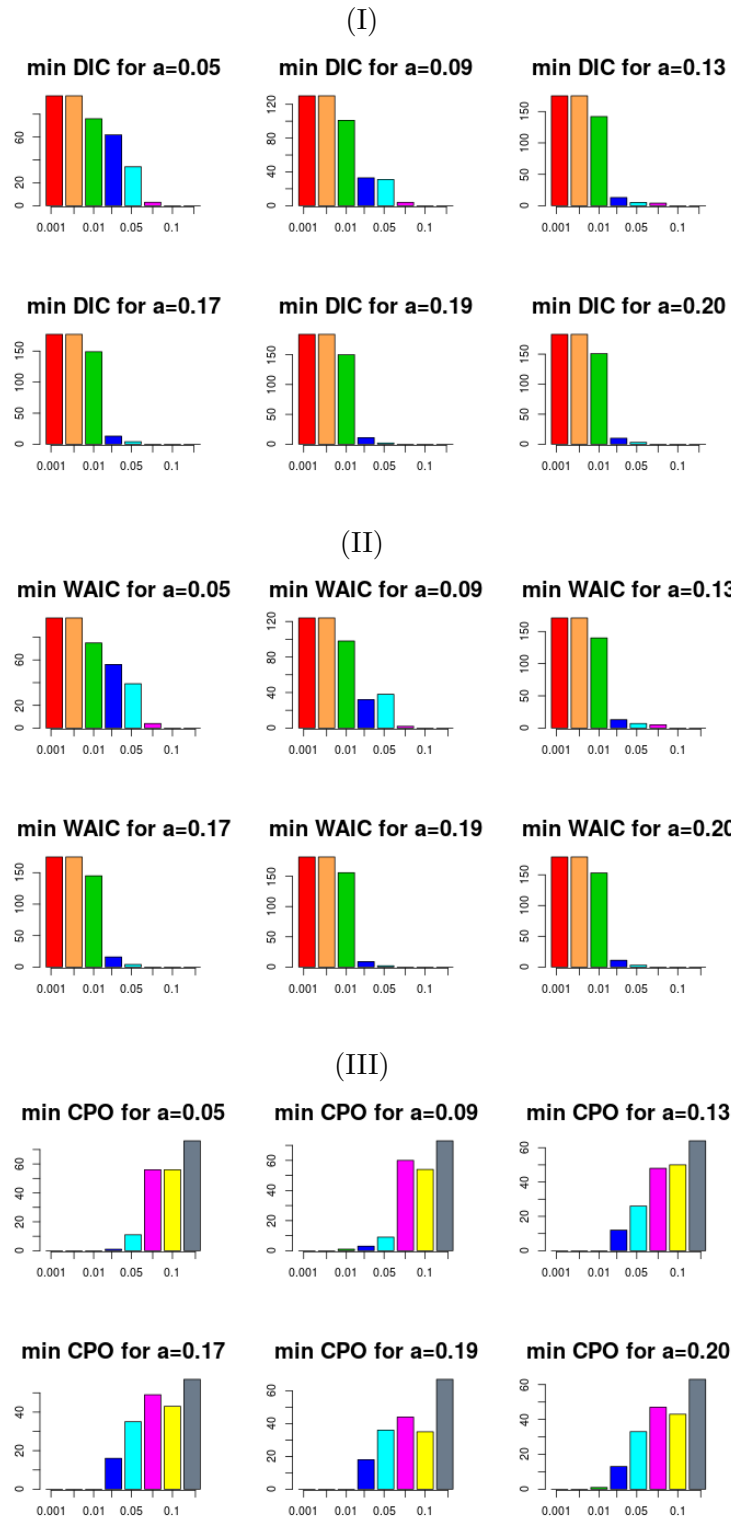 (I)
min DIC for a=0.05 min DIC for a=0.09 min DIC for a=0.13
0 20 60 0 40 80 120 0 50 100 150
0.001 0.01 0.05 0.1 0.001 0.01 0.05 0.1 0.001 0.01 0.05 0.1
min DIC for a=0.17 min DIC for a=0.19 min DIC for a=0.20
0 50 100 150 0 50 100 150 0 50 100 150
0.001 0.01 0.05 0.1 0.001 0.01 0.05 0.1 0.001 0.01 0.05 0.1
(II)
min WAIC for a=0.05 min WAIC for a=0.09 min WAIC for a=0.13
0 20 60 0 40 80 120 0 50 100 150
0.001 0.01 0.05 0.1 0.001 0.01 0.05 0.1 0.001 0.01 0.05 0.1
min WAIC for a=0.17 min WAIC for a=0.19 min WAIC for a=0.20
0 50 100 150 0 50 100 150 0 50 100 150
0.001 0.01 0.05 0.1 0.001 0.01 0.05 0.1 0.001 0.01 0.05 0.1
(III)
min CPO for a=0.05 min CPO for a=0.09 min CPO for a=0.13
0 20 40 60 0 20 40 60 0 20 40 60
0.001 0.01 0.05 0.1 0.001 0.01 0.05 0.1 0.001 0.01 0.05 0.1
min CPO for a=0.17 min CPO for a=0.19 min CPO for a=0.20
0 20 40 0 20 40 60 0 20 40 60
0.001 0.01 0.05 0.1 0.001 0.01 0.05 0.1 0.001 0.01 0.05 0.1